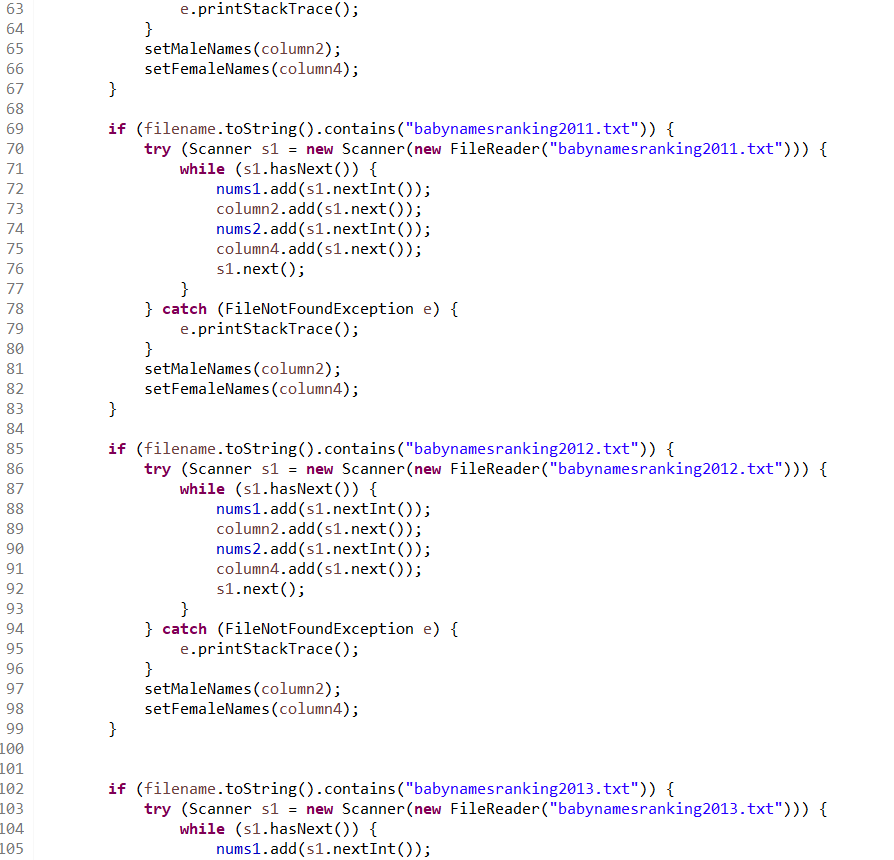 63                 e.printStackTrace();
64             }
65             setMaleNames(column2);
66             setFemaleNames(column4);
67         }
68
69         if (filename.toString().contains("babynamesranking2011.txt")) {
70             try (Scanner s1 = new Scanner(new FileReader("babynamesranking2011.txt"))) {
71                 while (s1.hasNext()) {
72                     nums1.add(s1.nextInt());
73                     column2.add(s1.next());
74                     nums2.add(s1.nextInt());
75                     column4.add(s1.next());
76                     s1.next();
77                 }
78             } catch (FileNotFoundException e) {
79                 e.printStackTrace();
80             }
81             setMaleNames(column2);
82             setFemaleNames(column4);
83         }
84
85         if (filename.toString().contains("babynamesranking2012.txt")) {
86             try (Scanner s1 = new Scanner(new FileReader("babynamesranking2012.txt"))) {
87                 while (s1.hasNext()) {
88                     nums1.add(s1.nextInt());
89                     column2.add(s1.next());
90                     nums2.add(s1.nextInt());
91                     column4.add(s1.next());
92                     s1.next();
93                 }
94             } catch (FileNotFoundException e) {
95                 e.printStackTrace();
96             }
97             setMaleNames(column2);
98             setFemaleNames(column4);
99         }
100
101
102         if (filename.toString().contains("babynamesranking2013.txt")) {
103             try (Scanner s1 = new Scanner(new FileReader("babynamesranking2013.txt"))) {
104                 while (s1.hasNext()) {
105                     nums1.add(s1.nextInt());